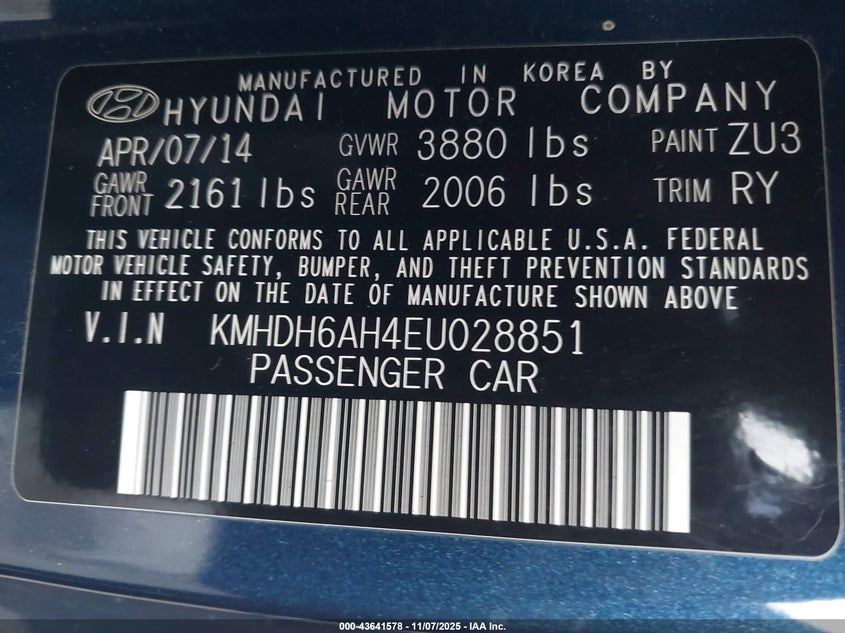 MANUFACTURED IN KOREA BY
HYUNDAI MOTOR COMPANY
APR/07/14 GVWR 3880 lbs PAINT ZU3
GAWR FRONT 2161 lbs GAWR REAR 2006 lbs TRIM RY
THIS VEHICLE CONFORMS TO ALL APPLICABLE U.S.A. FEDERAL
MOTOR VEHICLE SAFETY, BUMPER, AND THEFT PREVENTION STANDARDS
IN EFFECT ON THE DATE OF MANUFACTURE SHOWN ABOVE
V.I.N KMHDH6AH4EU028851
PASSENGER CAR
000-43641578 - 11/07/2025 - IAA Inc.